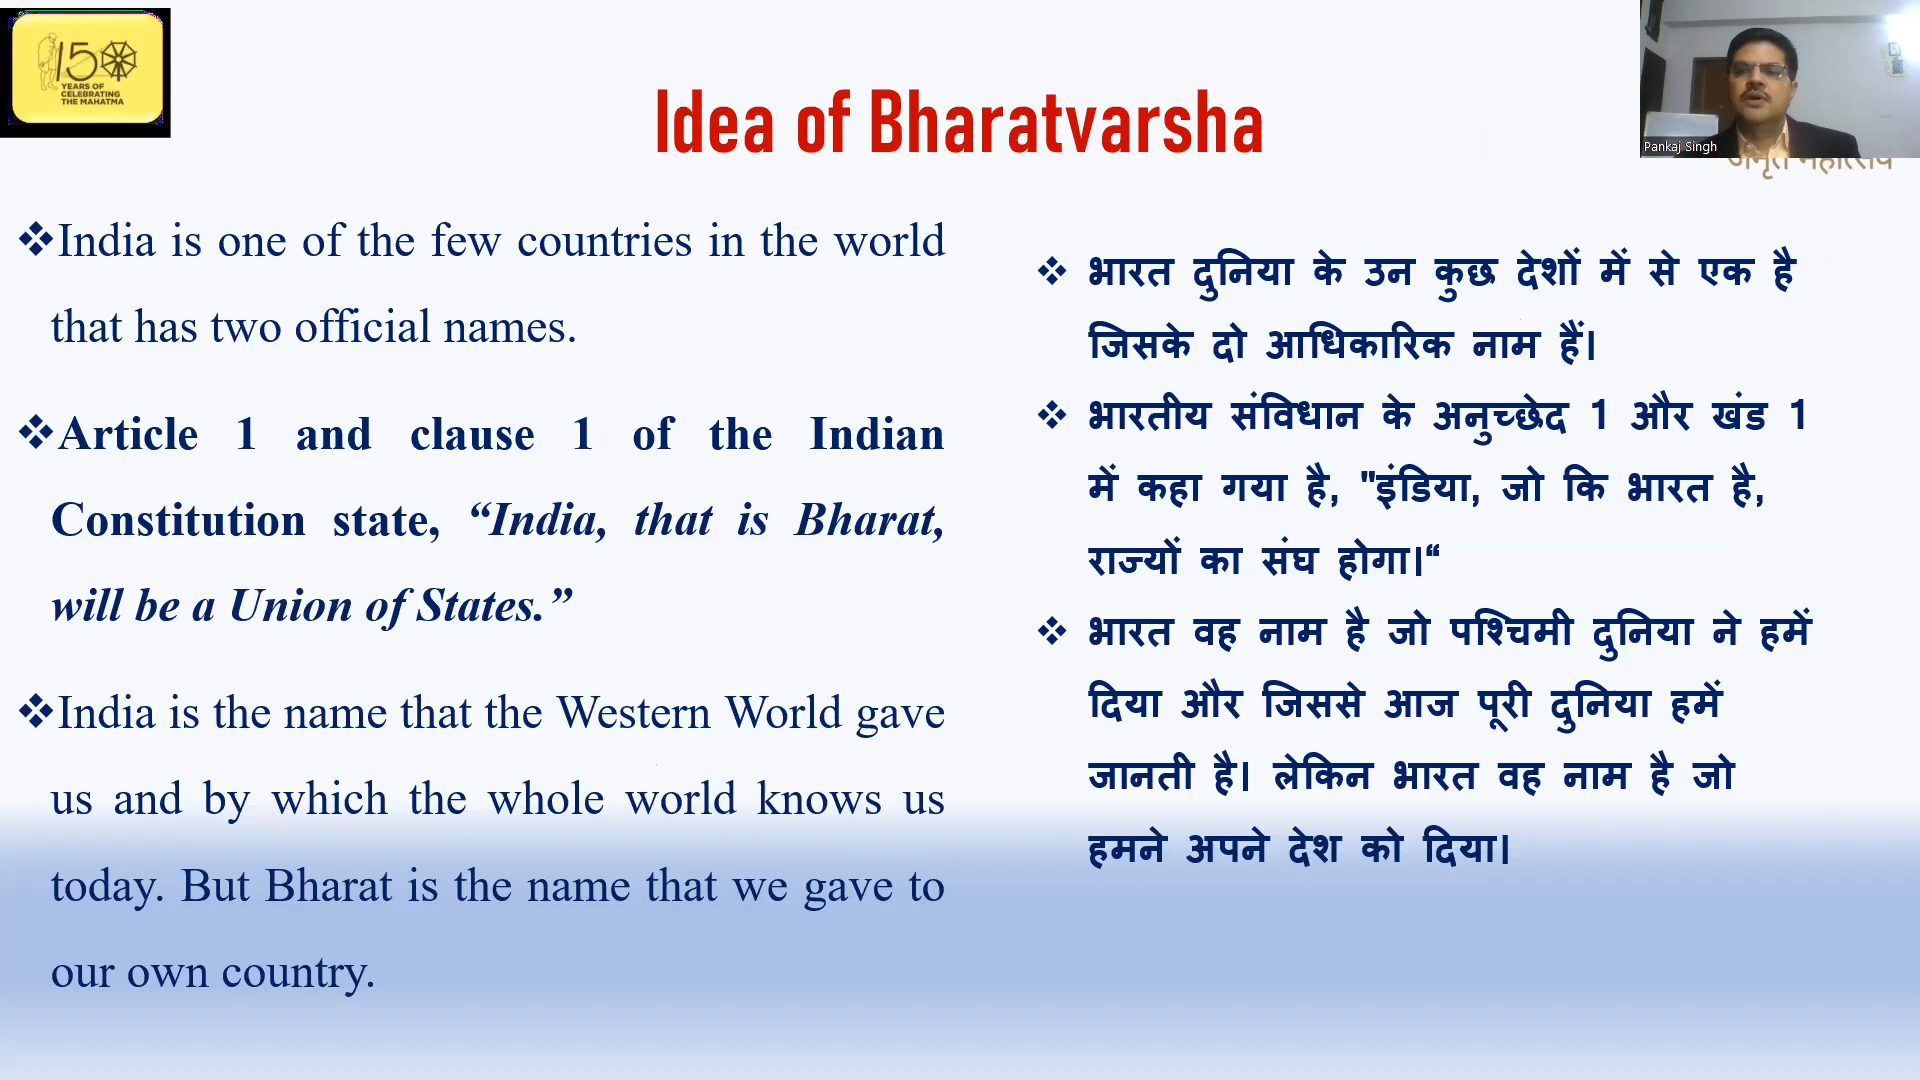 150
YEARS OF
CELEBRATING
THE MAHATMA
Idea of Bharatvarsha
Pankaj Singh
अमृत महोत्सव
❖India is one of the few countries in the world
that has two official names.
❖Article 1 and clause 1 of the Indian
Constitution state, “India, that is Bharat,
will be a Union of States.”
❖India is the name that the Western World gave
us and by which the whole world knows us
today. But Bharat is the name that we gave to
our own country.
❖ भारत दुनिया के उन कुछ देशों में से एक है
जिसके दो आधिकारिक नाम हैं।
❖ भारतीय संविधान के अनुच्छेद 1 और खंड 1
में कहा गया है, "इंडिया, जो कि भारत है,
राज्यों का संघ होगा।“
❖ भारत वह नाम है जो पश्चिमी दुनिया ने हमें
दिया और जिससे आज पूरी दुनिया हमें
जानती है। लेकिन भारत वह नाम है जो
हमने अपने देश को दिया।